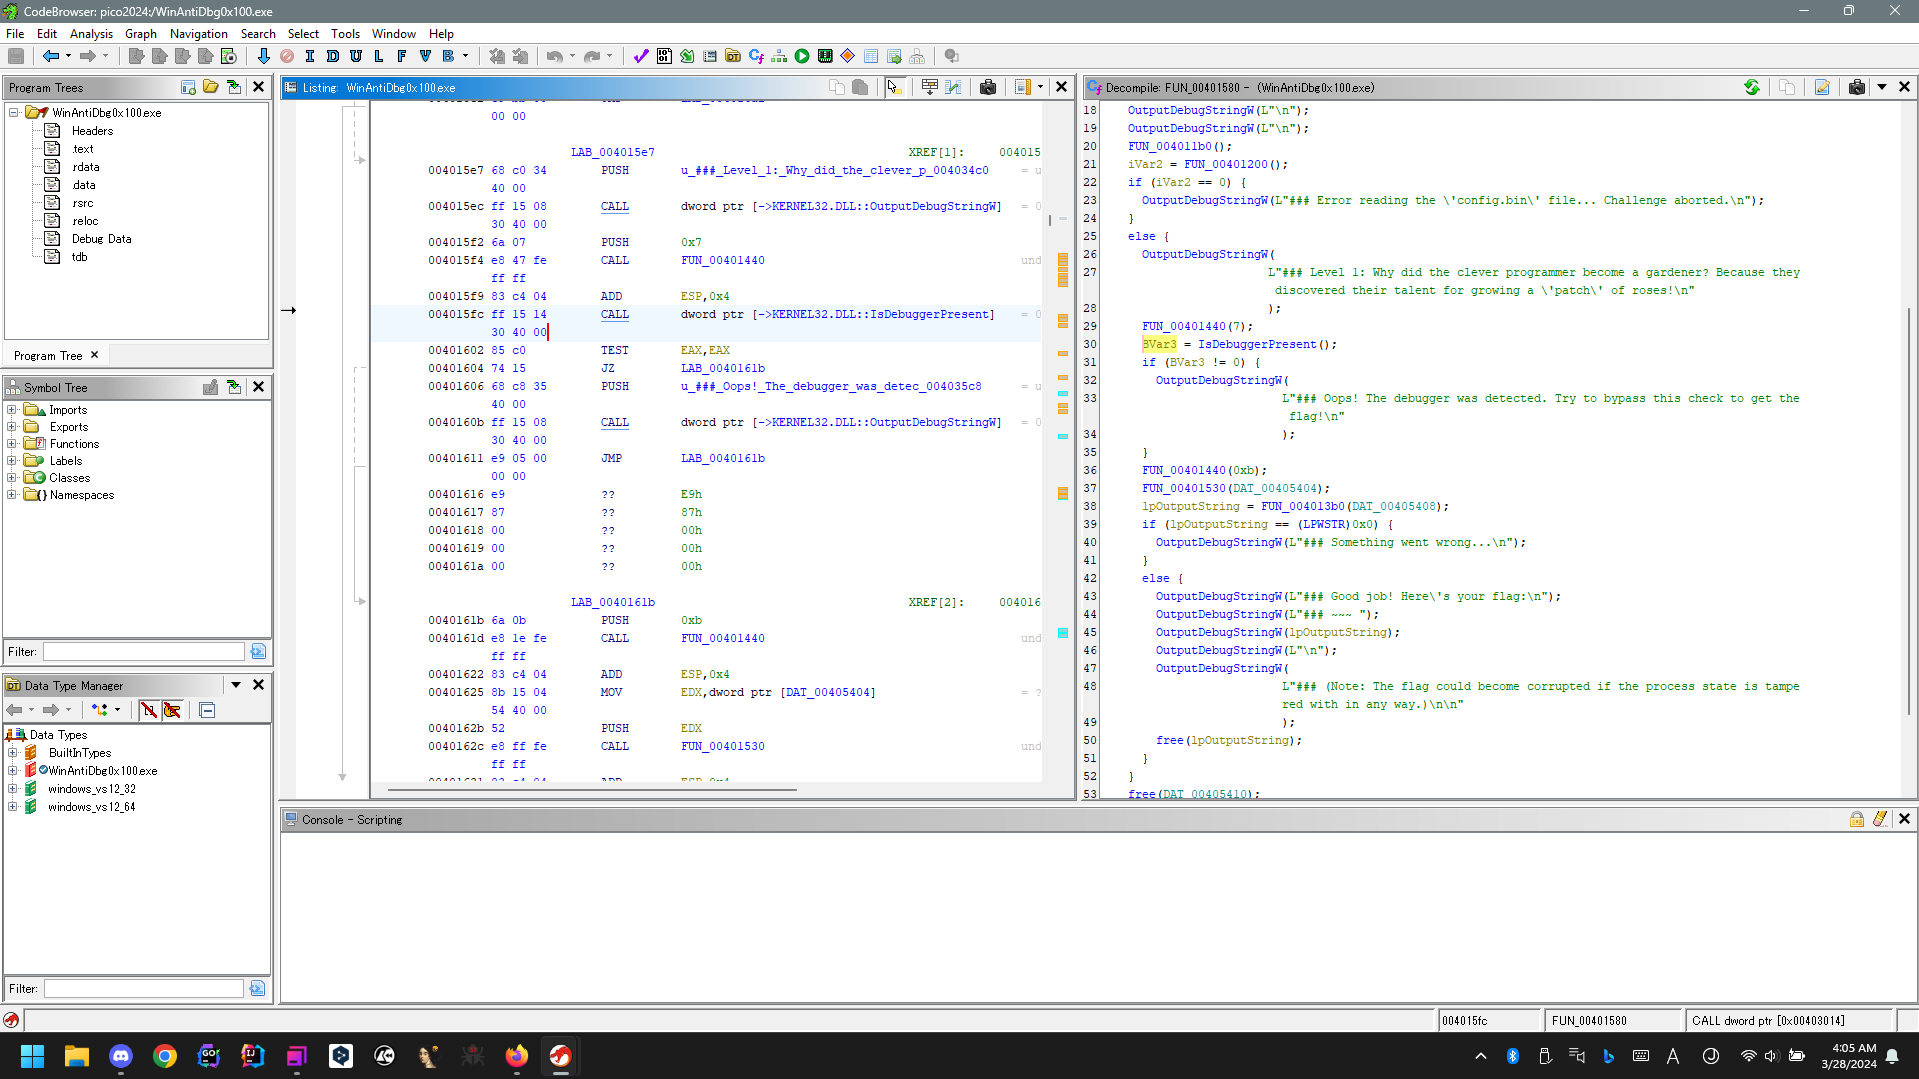 CodeBrowser: pico2024:/WinAntiDbg0x100.exe
File Edit Analysis Graph Navigation Search Select Tools Window Help
I D U L F V B
Program Trees
WinAntiDbg0x100.exe
Headers
.text
.rdata
.data
.rsrc
.reloc
Debug Data
tdb
Program Tree
Symbol Tree
Imports
Exports
Functions
Labels
Classes
Namespaces
Filter:
Data Type Manager
Data Types
BuiltInTypes
WinAntiDbg0x100.exe
windows_vs12_32
windows_vs12_64
Filter:
Listing: WinAntiDbg0x100.exe
00 00
LAB_004015e7 XREF[1]: 004015
004015e7 68 c0 34 PUSH u_###_Level_1:_Why_did_the_clever_p_004034c0 = u
40 00
004015ec ff 15 08 CALL dword ptr [->KERNEL32.DLL::OutputDebugStringW] = 0
30 40 00
004015f2 6a 07 PUSH 0x7
004015f4 e8 47 fe CALL FUN_00401440 und
ff ff
004015f9 83 c4 04 ADD ESP,0x4
004015fc ff 15 14 CALL dword ptr [->KERNEL32.DLL::IsDebuggerPresent] = 0
30 40 00
00401602 85 c0 TEST EAX,EAX
00401604 74 15 JZ LAB_0040161b
00401606 68 c8 35 PUSH u_###_Oops!_The_debugger_was_detec_004035c8 = u
40 00
0040160b ff 15 08 CALL dword ptr [->KERNEL32.DLL::OutputDebugStringW] = 0
30 40 00
00401611 e9 05 00 JMP LAB_0040161b
00 00
00401616 e9 ?? E9h
00401617 87 ?? 87h
00401618 00 ?? 00h
00401619 00 ?? 00h
0040161a 00 ?? 00h
LAB_0040161b XREF[2]: 004016
0040161b 6a 0b PUSH 0xb
0040161d e8 1e fe CALL FUN_00401440 und
ff ff
00401622 83 c4 04 ADD ESP,0x4
00401625 8b 15 04 MOV EDX,dword ptr [DAT_00405404] = ?
54 40 00
0040162b 52 PUSH EDX
0040162c e8 ff fe CALL FUN_00401530 und
ff ff
Decompile: FUN_00401580 - (WinAntiDbg0x100.exe)
18 OutputDebugStringW(L"\n");
19 OutputDebugStringW(L"\n");
20 FUN_004011b0();
21 iVar2 = FUN_00401200();
22 if (iVar2 == 0) {
23 OutputDebugStringW(L"### Error reading the \'config.bin\' file... Challenge aborted.\n");
24 }
25 else {
26 OutputDebugStringW(
27 L"### Level 1: Why did the clever programmer become a gardener? Because they
discovered their talent for growing a \'patch\' of roses!\n"
28 );
29 FUN_00401440(7);
30 BVar3 = IsDebuggerPresent();
31 if (BVar3 != 0) {
32 OutputDebugStringW(
33 L"### Oops! The debugger was detected. Try to bypass this check to get the
flag!\n"
34 );
35 }
36 FUN_00401440(0xb);
37 FUN_00401530(DAT_00405404);
38 lpOutputString = FUN_004013b0(DAT_00405408);
39 if (lpOutputString == (LPWSTR)0x0) {
40 OutputDebugStringW(L"### Something went wrong...\n");
41 }
42 else {
43 OutputDebugStringW(L"### Good job! Here\'s your flag:\n");
44 OutputDebugStringW(L"### ~~~ ");
45 OutputDebugStringW(lpOutputString);
46 OutputDebugStringW(L"\n");
47 OutputDebugStringW(
48 L"### (Note: The flag could become corrupted if the process state is tampe
red with in any way.)\n\n"
49 );
50 free(lpOutputString);
51 }
52 }
53 free(DAT_00405410);
Console - Scripting
004015fc FUN_00401580 CALL dword ptr [0x00403014]
4:05 AM
3/28/2024